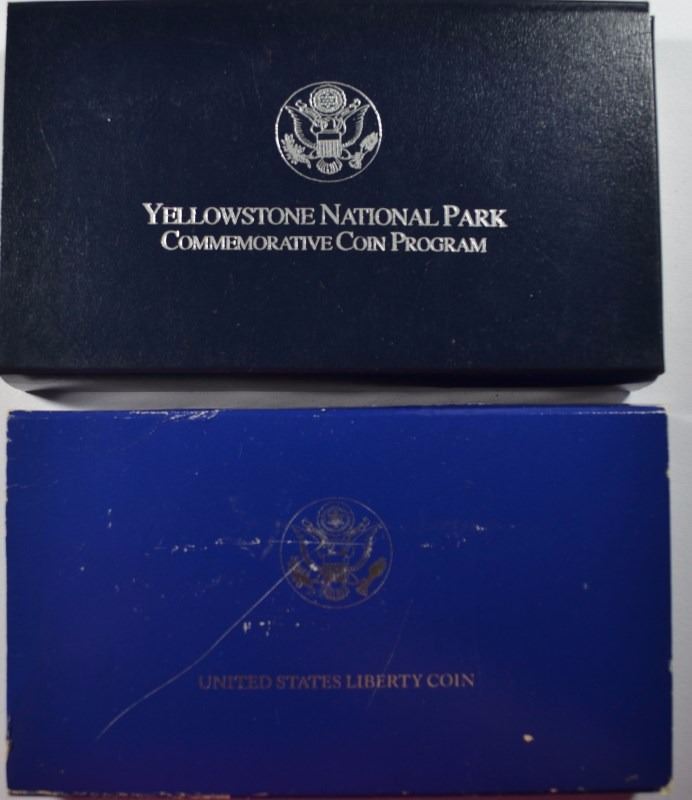 YELLOWSTONE NATIONAL PARK
COMMEMORATIVE COIN PROGRAM
UNITED STATES LIBERTY COIN